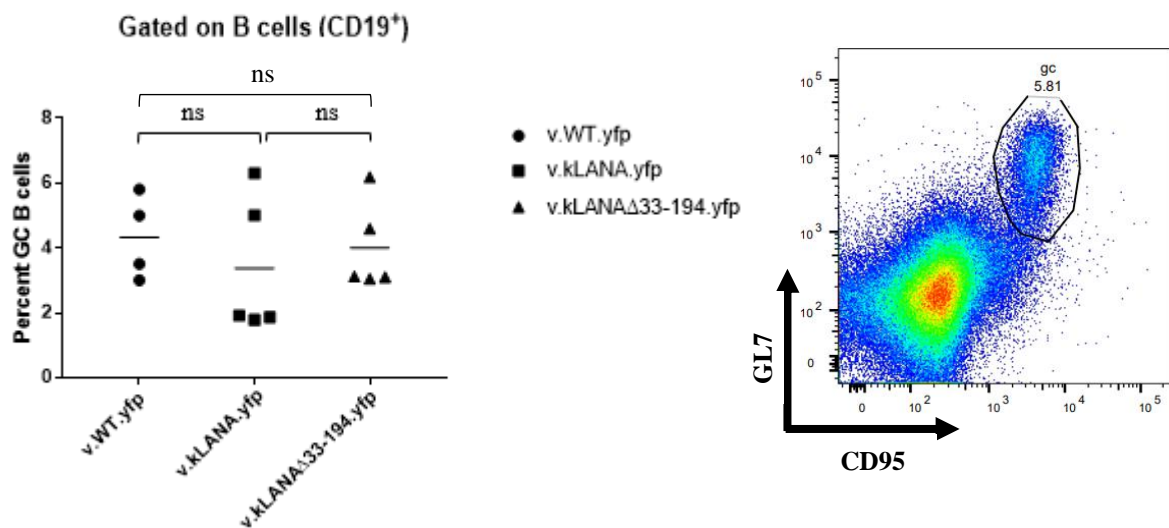 Gated on B cells (CD19⁺)
ns
ns
ns
Percent GC B cells
8
6
4
2
0
v.WT.yfp
v.kLANA.yfp
v.kLANAΔ33-194.yfp
v.WT.yfp
v.kLANA.yfp
v.kLANAΔ33-194.yfp
gc
5.81
10⁵
10⁴
10³
10²
0
GL7
0
10²
10³
10⁴
10⁵
CD95